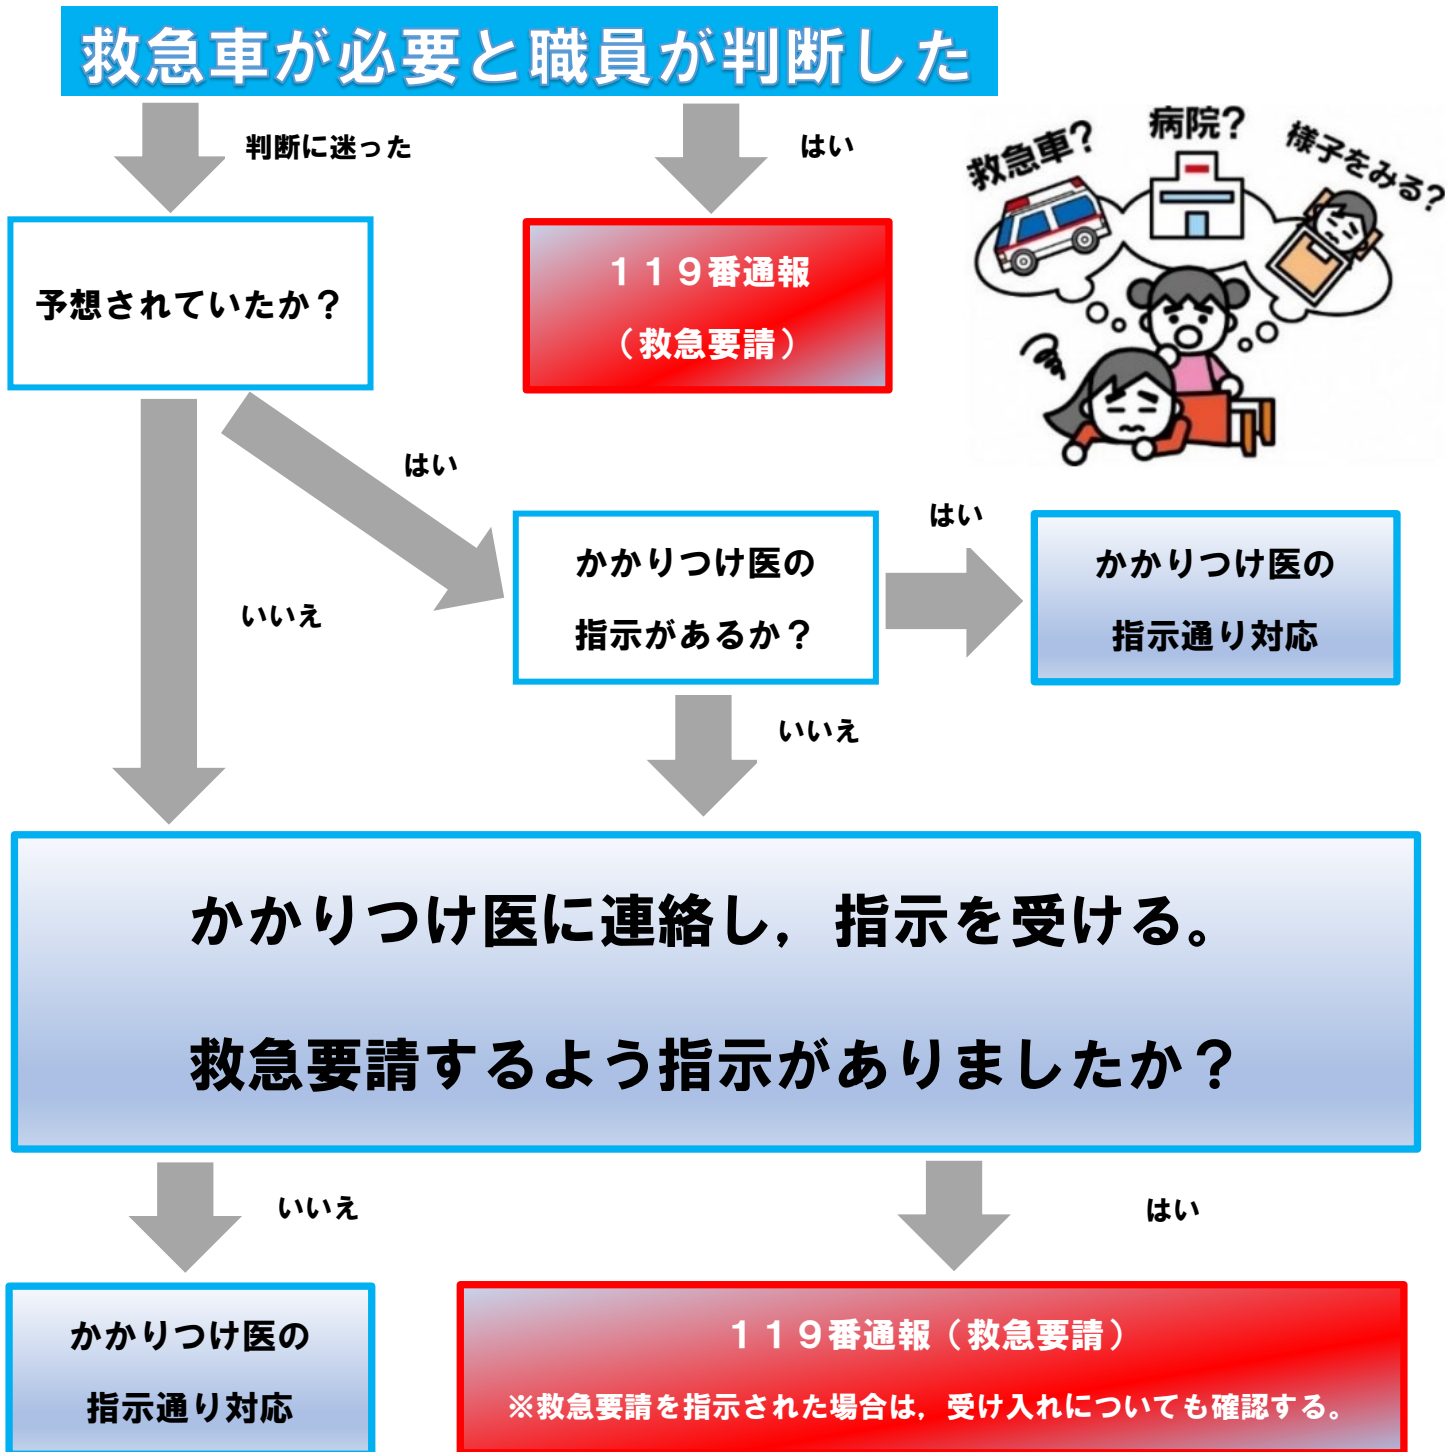 救急車が必要と職員が判断した
判断に迷った
はい
救急車？
病院？
様子をみる？
予想されていたか？
１１９番通報
（救急要請）
はい
いいえ
かかりつけ医の
指示があるか？
はい
かかりつけ医の
指示通り対応
いいえ
かかりつけ医に連絡し，指示を受ける。
救急要請するよう指示がありましたか？
いいえ
はい
かかりつけ医の
指示通り対応
１１９番通報（救急要請）
※救急要請を指示された場合は，受け入れについても確認する。